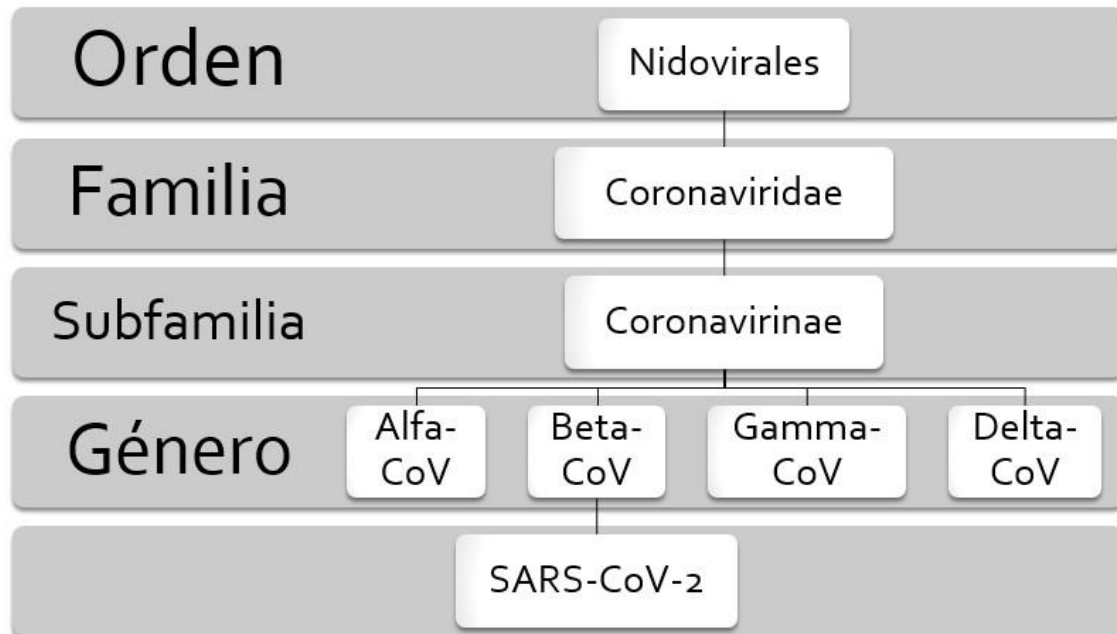 Orden
Nidovirales
Familia
Coronaviridae
Subfamilia
Coronavirinae
Género
Alfa-
CoV
Beta-
CoV
Gamma-
CoV
Delta-
CoV
SARS-CoV-2